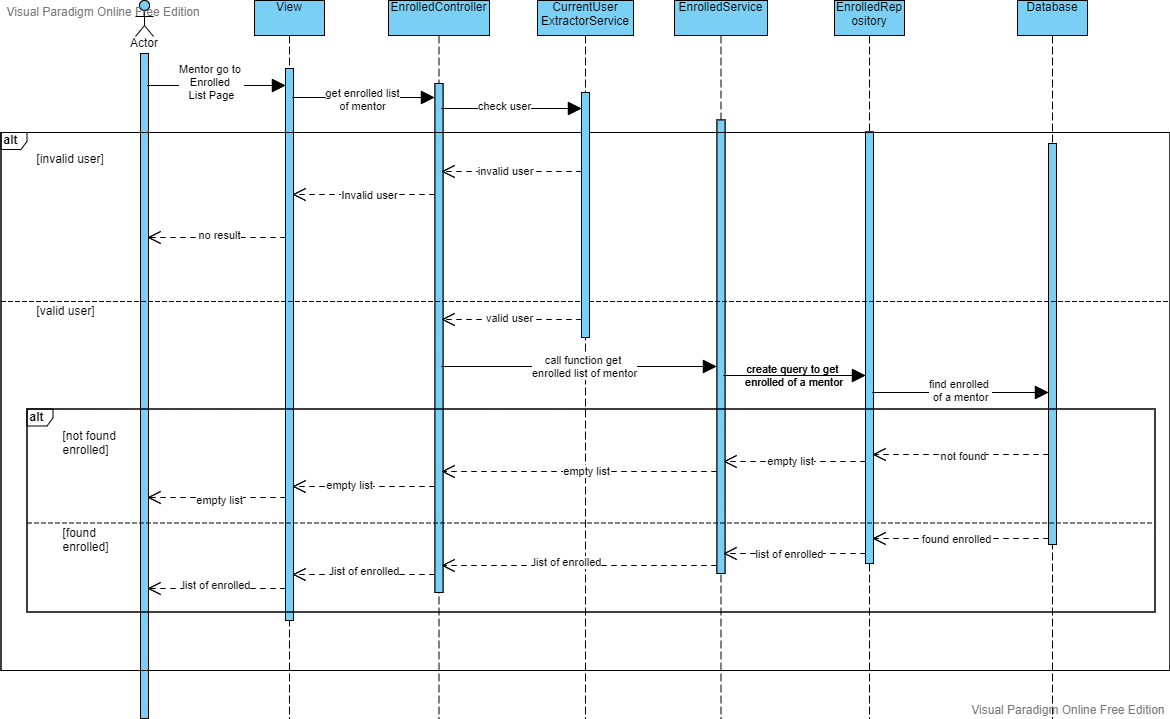 Visual Paradigm Online Free Edition
View
EnrolledController
CurrentUser
ExtractorService
EnrolledService
EnrolledRep
ository
Database
Actor
Mentor go to
Enrolled
List Page
get enrolled list
of mentor
check user
alt
[invalid user]
invalid user
Invalid user
no result
[valid user]
valid user
call function get
enrolled list of mentor
create query to get
enrolled of a mentor
find enrolled
of a mentor
alt
[not found
enrolled]
not found
empty list
empty list
empty list
empty list
[found
enrolled]
found enrolled
list of enrolled
list of enrolled
list of enrolled
list of enrolled
Visual Paradigm Online Free Edition